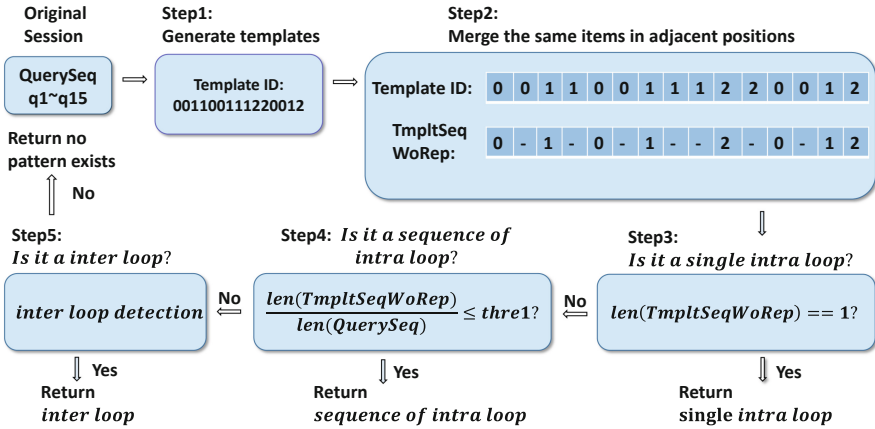 Original
Session
QuerySeq
q1~q15
Step1:
Generate templates
Template ID:
001100111220012
Step2:
Merge the same items in adjacent positions
Template ID: 0 0 1 1 0 0 1 1 1 2 2 0 0 1 2
TmpltSeq
WoRep: 0 - 1 - 0 - 1 - - 2 - 0 - 1 2
Return no
pattern exists
No
Step3:
Is it a single intra loop?
len(TmpltSeqWoRep) == 1?
Yes
Return
single intra loop
No
Step4: Is it a sequence of
intra loop?
len(TmpltSeqWoRep)
len(QuerySeq)
≤ thre1?
Yes
Return
sequence of intra loop
No
Step5:
Is it a inter loop?
inter loop detection
Yes
Return
inter loop